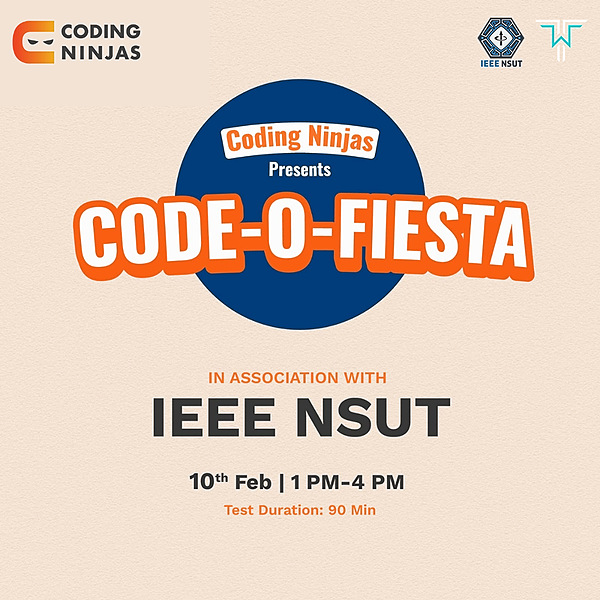 CODING
NINJAS
IEEE NSUT
Coding Ninjas
Presents
CODE-O-FIESTA
IN ASSOCIATION WITH
IEEE NSUT
10th Feb | 1 PM-4 PM
Test Duration: 90 Min